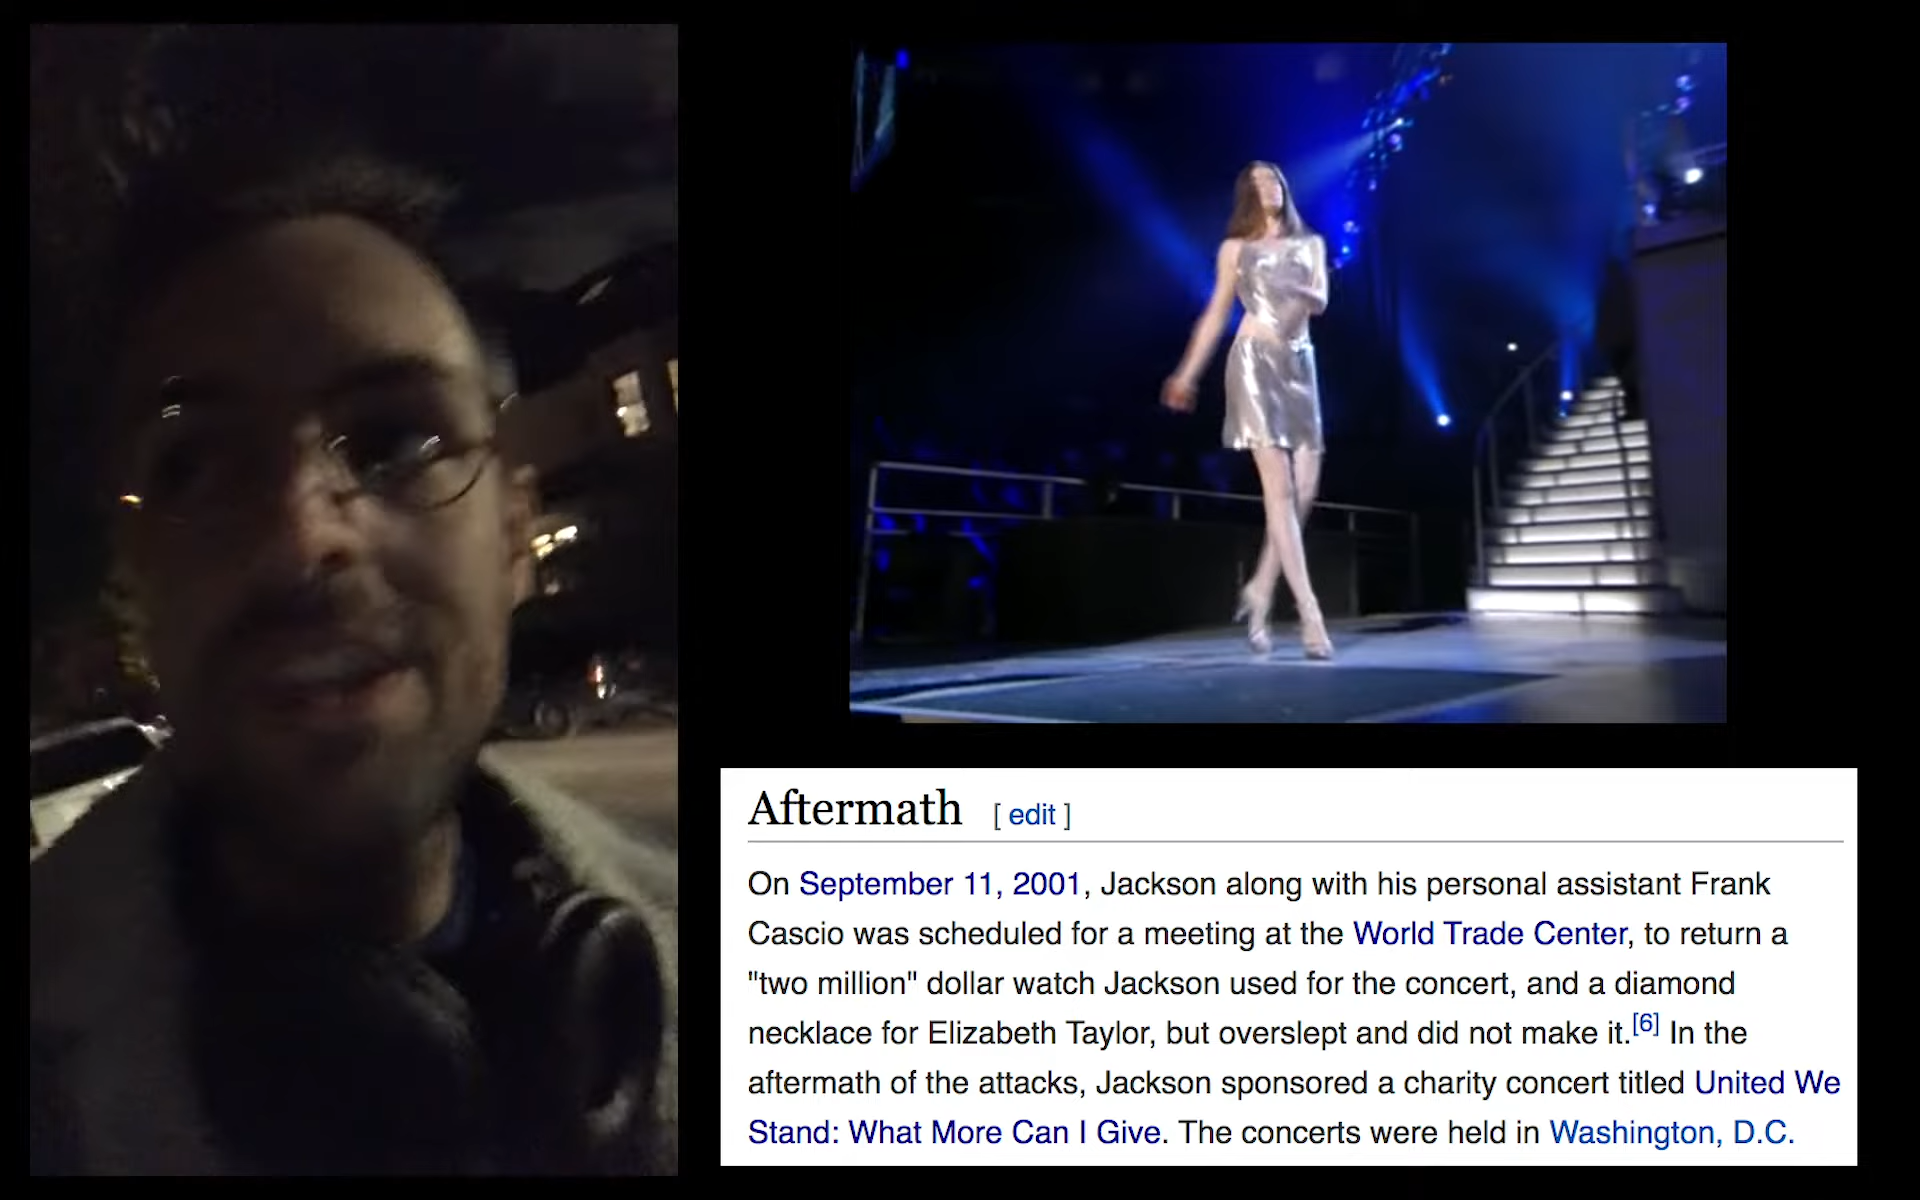 Aftermath [ edit ]
On September 11, 2001, Jackson along with his personal assistant Frank
Cascio was scheduled for a meeting at the World Trade Center, to return a
"two million" dollar watch Jackson used for the concert, and a diamond
necklace for Elizabeth Taylor, but overslept and did not make it.[6] In the
aftermath of the attacks, Jackson sponsored a charity concert titled United We
Stand: What More Can I Give. The concerts were held in Washington, D.C.